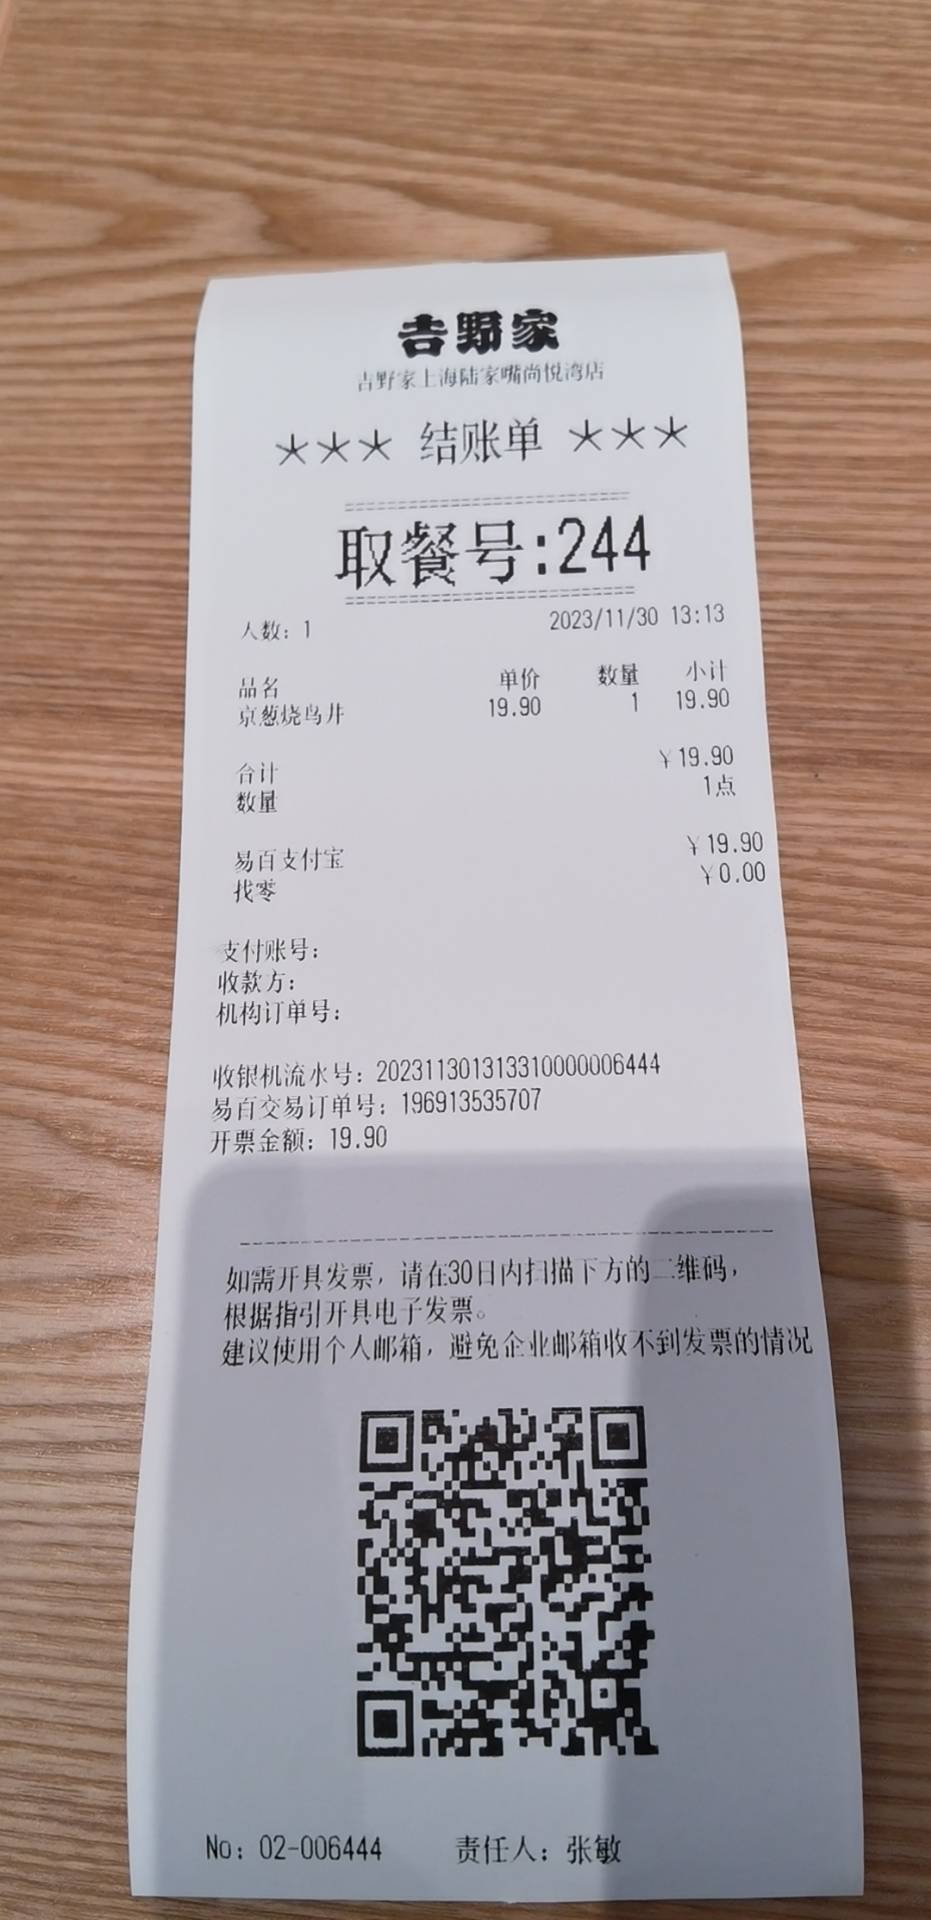 吉野家
吉野家上海陆家嘴尚悦湾店
*** 结账单 ***
取餐号:244
人数: 1 2023/11/30 13:13
品名 单价 数量 小计
京葱烧鸟丼 19.90 1 19.90
合计 ¥19.90
数量 1点
易百支付宝 ¥19.90
找零 ¥0.00
支付账号:
收款方:
机构订单号:
收银机流水号: 202311301313310000006444
易百交易订单号: 196913535707
开票金额: 19.90
如需开具发票，请在30日内扫描下方的二维码，
根据指引开具电子发票。
建议使用个人邮箱，避免企业邮箱收不到发票的情况
No: 02-006444 责任人: 张敏